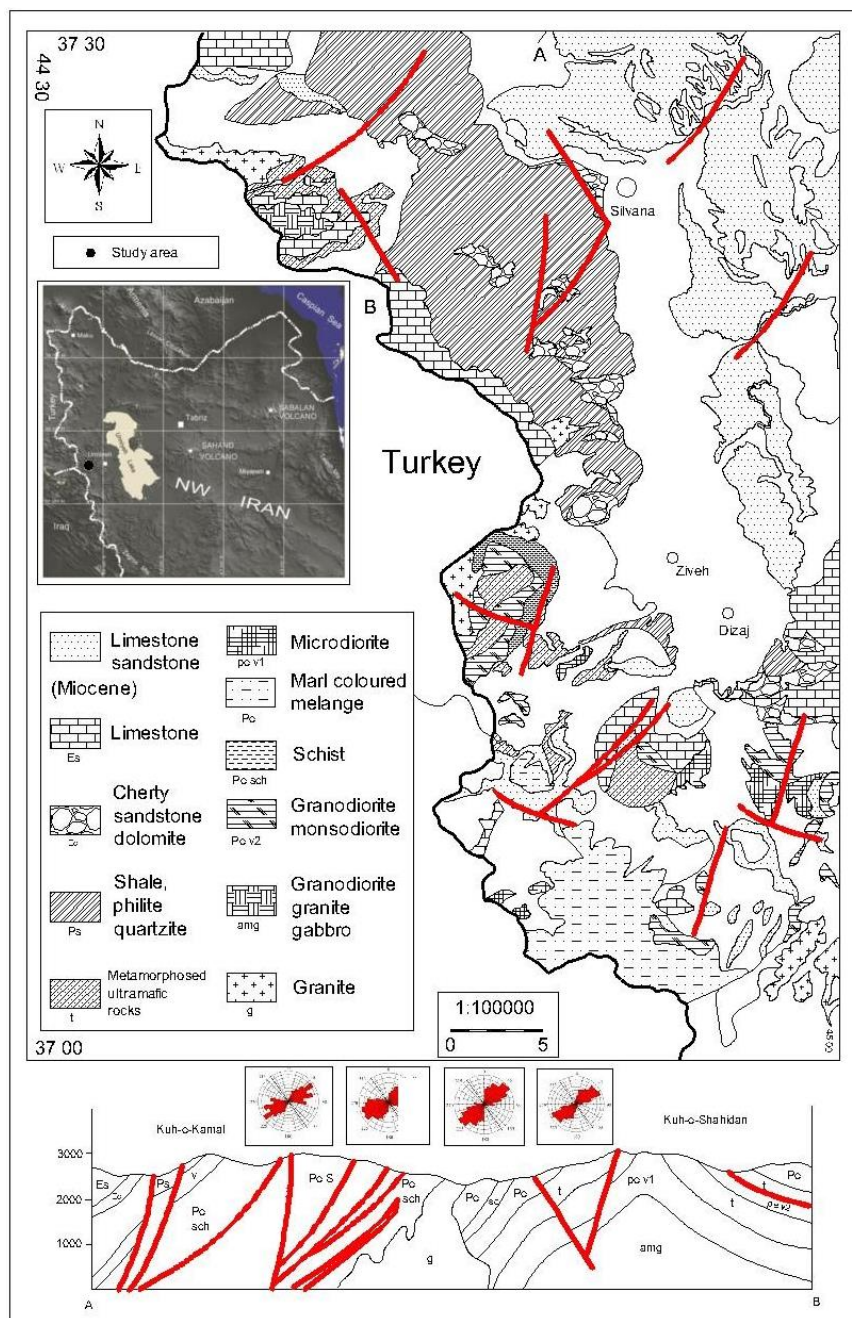 37 30
44 30
A
N
W
S
Study area
Silvana
B
Azabaijan
Caspian Sea
Turkey
Maku
Tabriz
SABALAN
VOLCANO
SAHAND
VOLCANO
NW IRAN
Iraq
Turkey
Ziveh
Dizaj
Limestone
sandstone
(Miocene)
Limestone
Es
Cherty
sandstone
dolomite
Shale,
philite
quartzite
Ps
Metamorphosed
ultramafic
rocks
t
Microdiorite
pc v1
Marl coloured
melange
Pc
Schist
Pc sch
Granodiorite
monsodiorite
Pc v2
Granodiorite
granite
gabbro
amg
Granite
g
1:100000
0 5
37 00
Kuh-o-Kamal
Kuh-o-Shahidan
3000
2000
1000
Es
Ps
v
Pc
sch
Pc S
Pc
sch
g
Pc
Pc
t
pc v1
amg
t
t
Pc
A
B